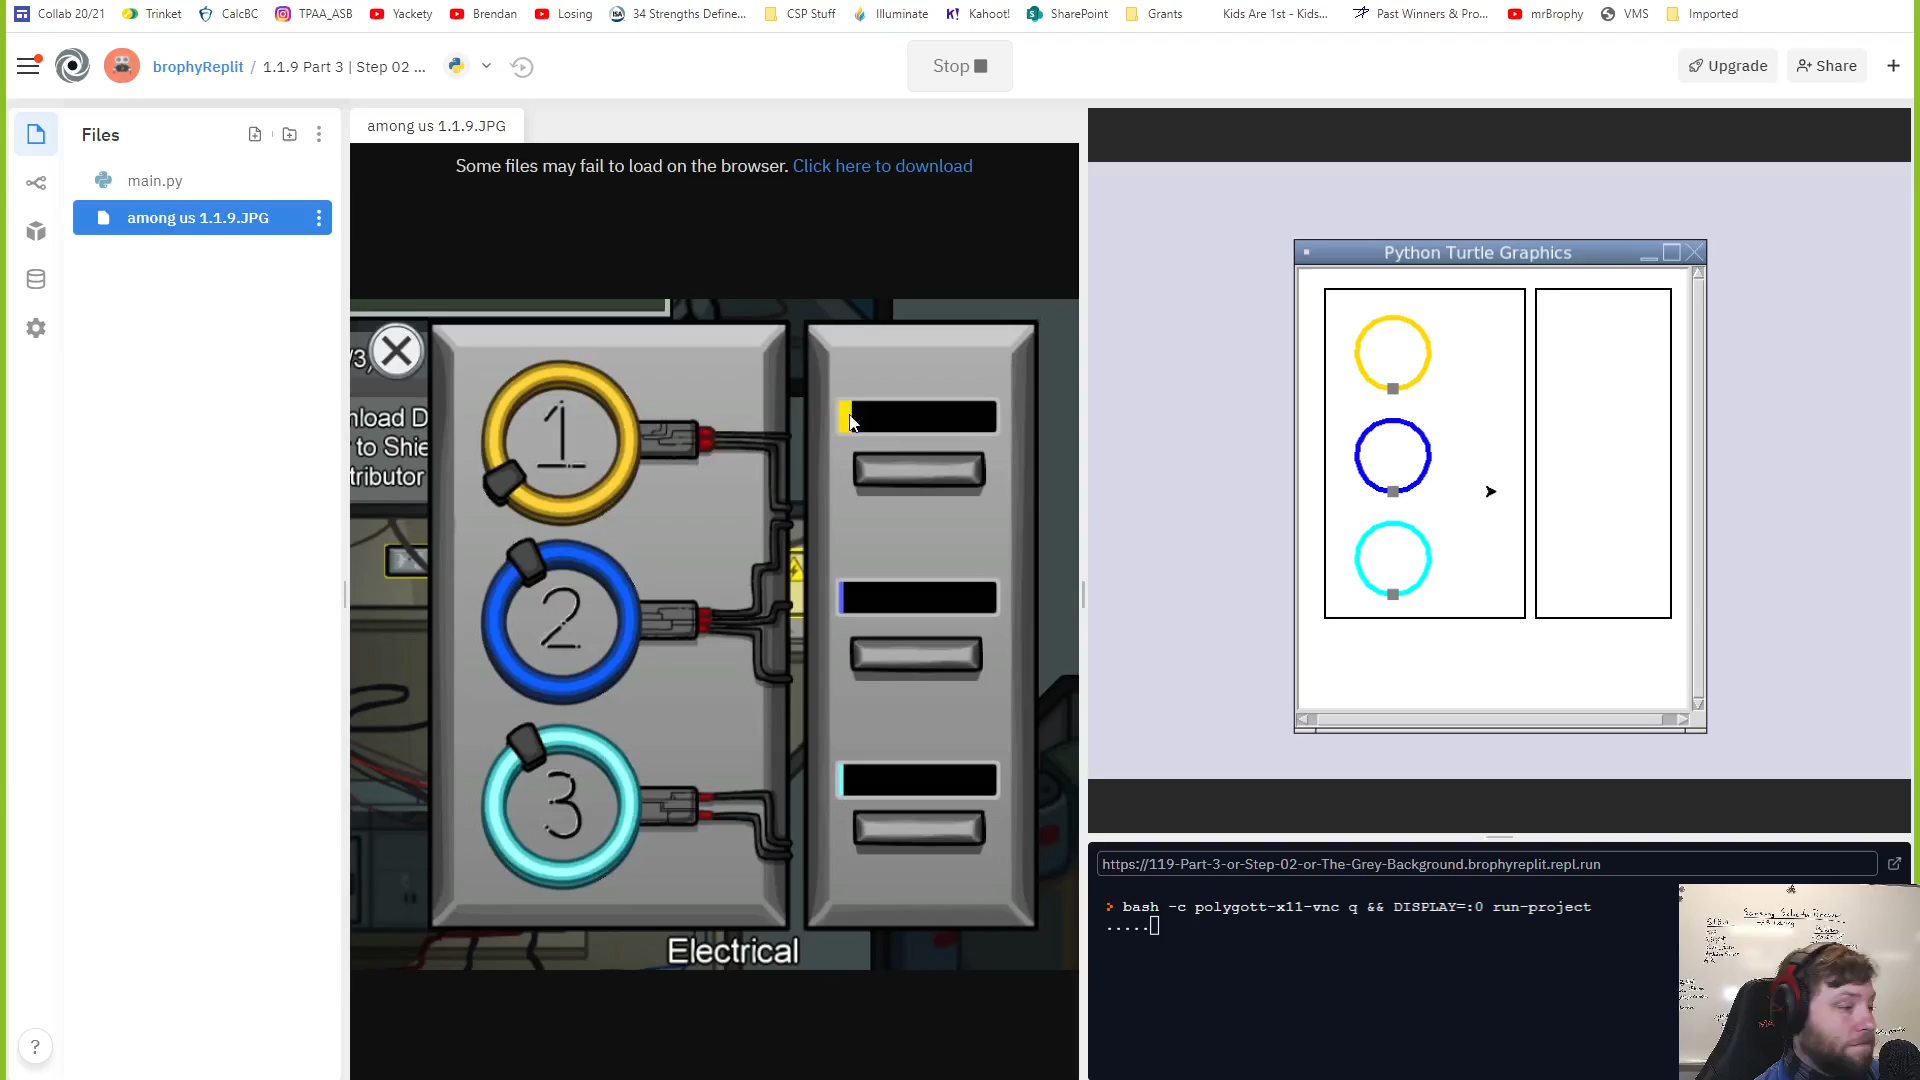 Collab 20/21 Trinket CalcBC TPAA_ASB Yackety Brendan Losing 34 Strengths Define... CSP Stuff Illuminate Kahoot! SharePoint Grants Kids Are 1st - Kids... Past Winners & Pro... mrBrophy VMS Imported
brophyReplit / 1.1.9 Part 3 | Step 02 ...
Stop
Upgrade
Share
Files
main.py
among us 1.1.9.JPG
among us 1.1.9.JPG
Some files may fail to load on the browser. Click here to download
/3,
nload D
to Shie
tributor
1
2
3
Electrical
Python Turtle Graphics
https://119-Part-3-or-Step-02-or-The-Grey-Background.brophyreplit.repl.run
> bash -c polygott-x11-vnc q && DISPLAY=:0 run-project
.....
?